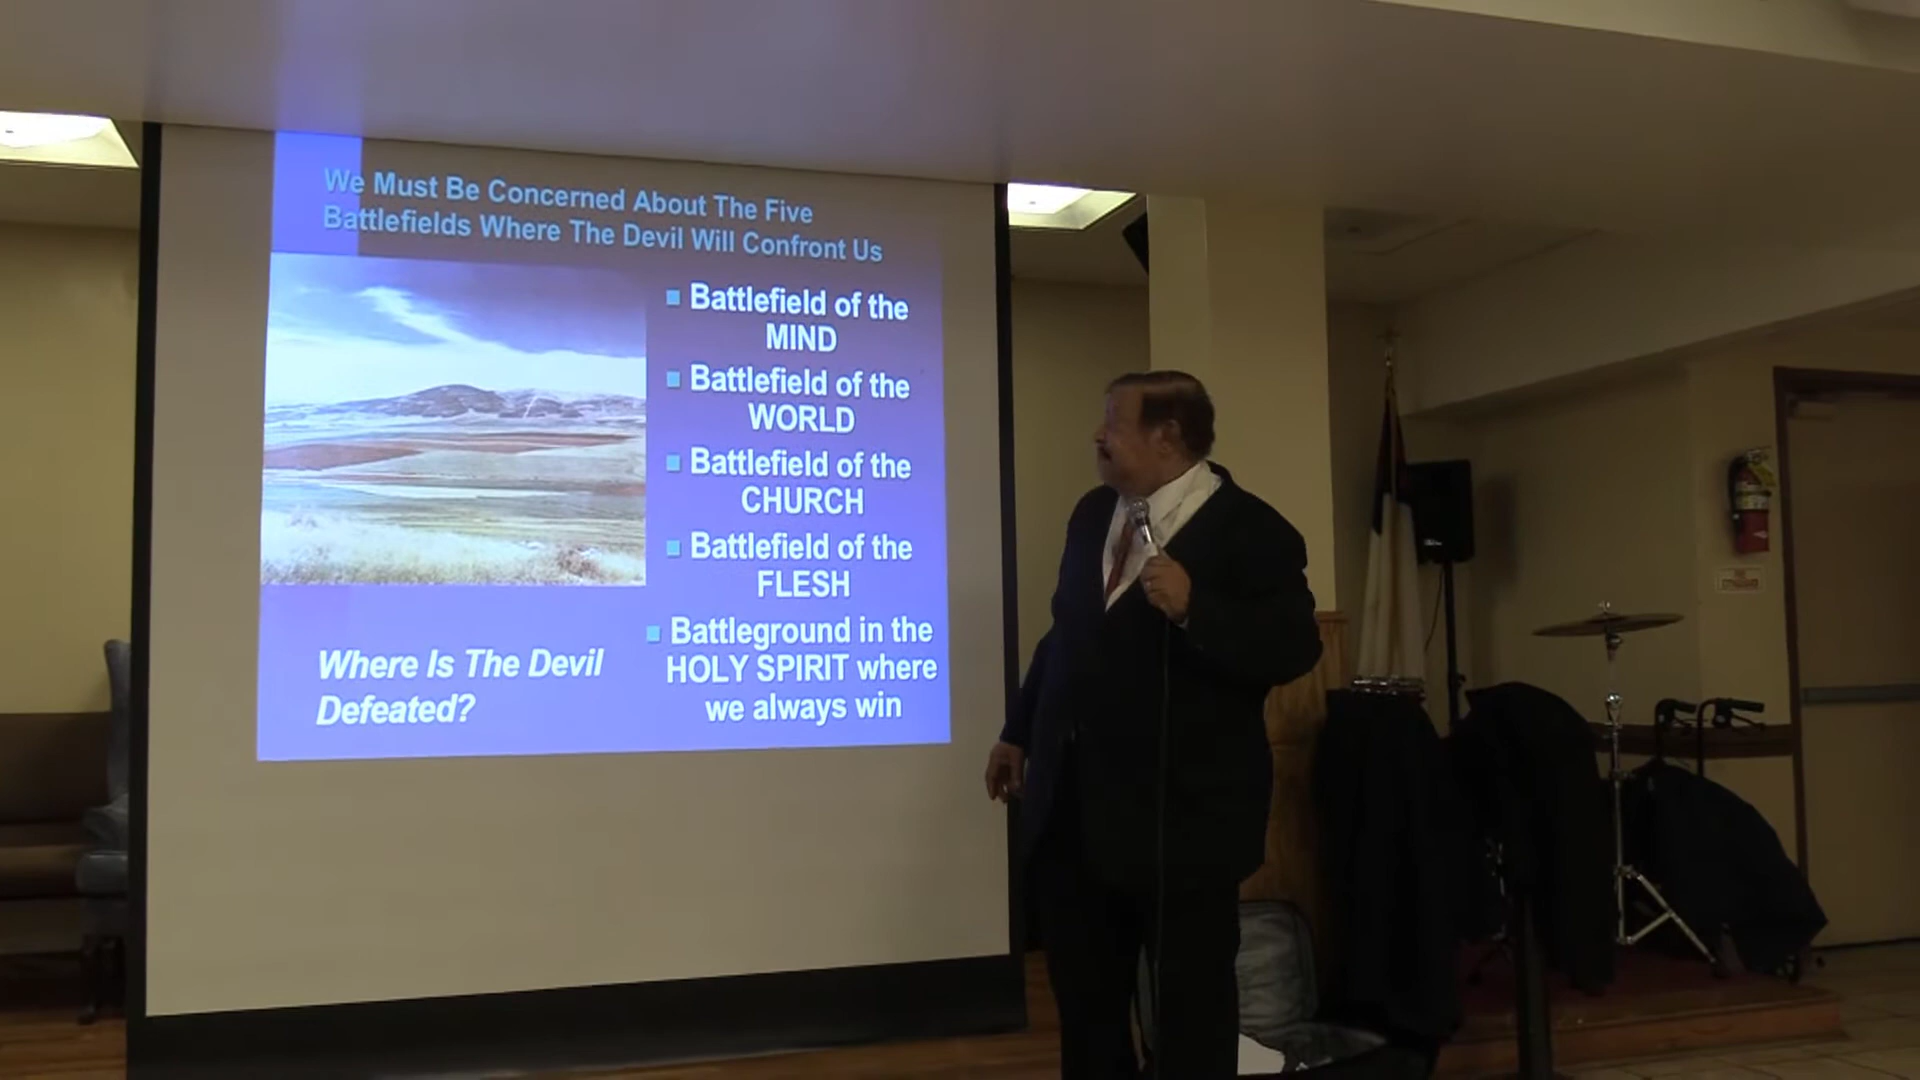 We Must Be Concerned About The Five
Battlefields Where The Devil Will Confront Us
Battlefield of the
MIND
Battlefield of the
WORLD
Battlefield of the
CHURCH
Battlefield of the
FLESH
Battleground in the
HOLY SPIRIT where
we always win
Where Is The Devil
Defeated?